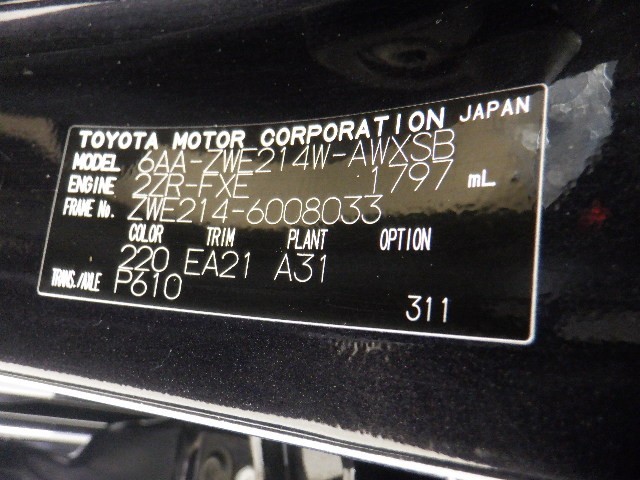 TOYOTA MOTOR CORPORATION JAPAN
MODEL 6AA-ZWE214W-AWXSB
ENGINE 2ZR-FXE 1797 mL
FRAME No. ZWE214-6008033
COLOR TRIM PLANT OPTION
220 EA21 A31
TRANS./AXLE P610
311